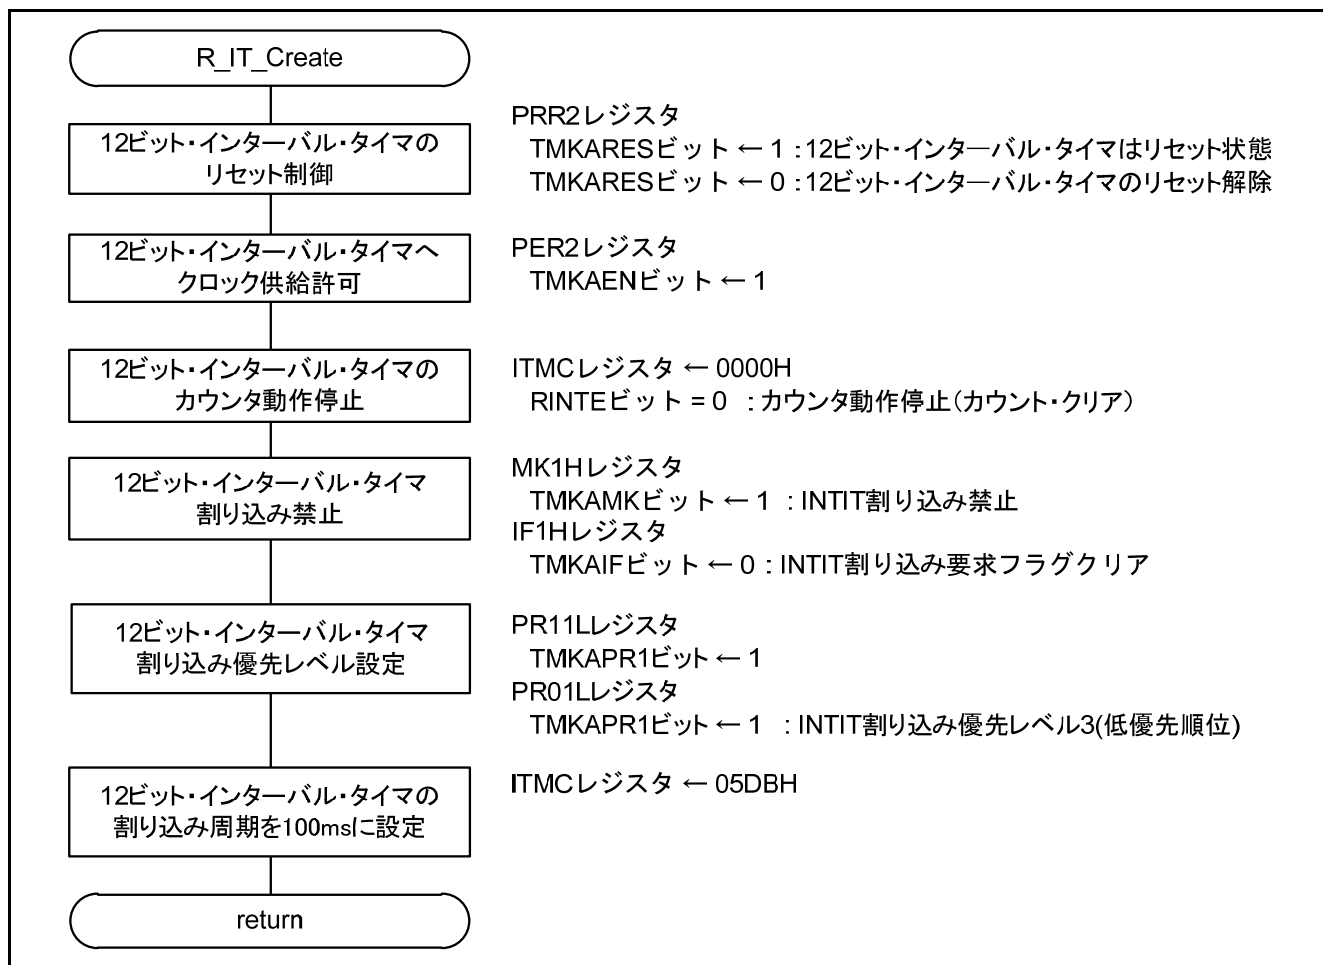 R_IT_Create
12ビット・インターバル・タイマの
リセット制御
PRR2レジスタ
TMKARESビット ← 1 : 12ビット・インターバル・タイマはリセット状態
TMKARESビット ← 0 : 12ビット・インターバル・タイマのリセット解除
12ビット・インターバル・タイマへ
クロック供給許可
PER2レジスタ
TMKAENビット ← 1
12ビット・インターバル・タイマの
カウンタ動作停止
ITMCレジスタ ← 0000H
RINTEビット = 0 : カウンタ動作停止(カウント・クリア)
12ビット・インターバル・タイマ
割り込み禁止
MK1Hレジスタ
TMKAMKビット ← 1 : INTIT割り込み禁止
IF1Hレジスタ
TMKAIFビット ← 0 : INTIT割り込み要求フラグクリア
12ビット・インターバル・タイマ
割り込み優先レベル設定
PR11Lレジスタ
TMKAPR1ビット ← 1
PR01Lレジスタ
TMKAPR1ビット ← 1 : INTIT割り込み優先レベル3(低優先順位)
12ビット・インターバル・タイマの
割り込み周期を100msに設定
ITMCレジスタ ← 05DBH
return